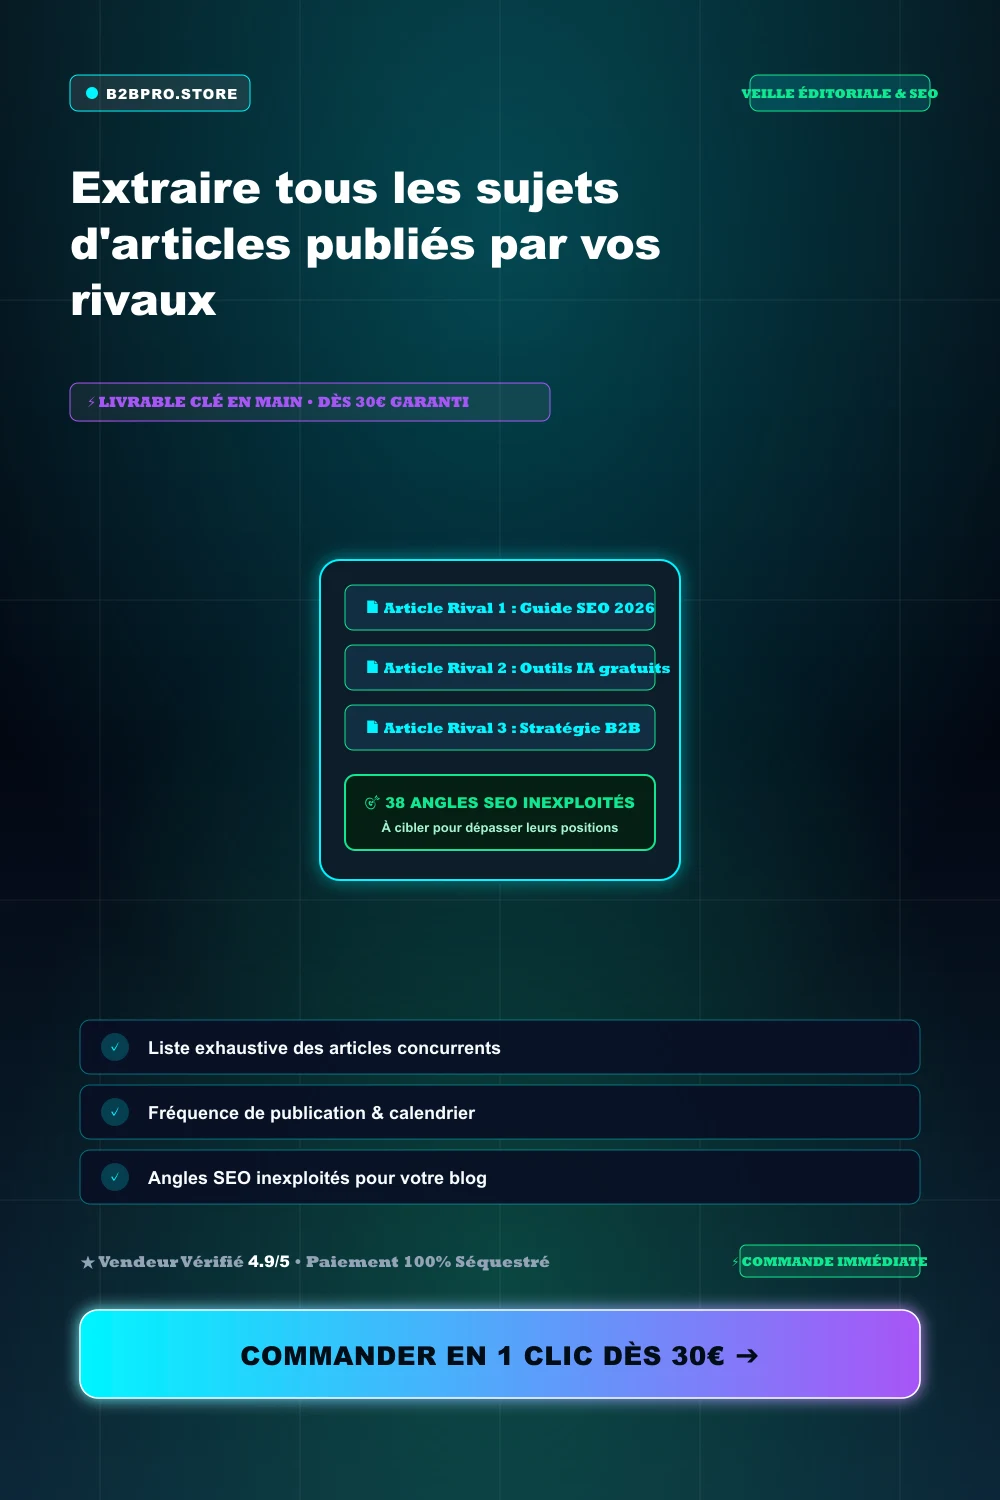 B2BPRO.STORE
VEILLE ÉDITORIALE & SEO
Extraire tous les sujets
d'articles publiés par vos
rivaux
⚡ LIVRABLE CLÉ EN MAIN • DÈS 30€ GARANTI
Article Rival 1 : Guide SEO 2026
Article Rival 2 : Outils IA gratuits
Article Rival 3 : Stratégie B2B
38 ANGLES SEO INEXPLOITÉS
À cibler pour dépasser leurs positions
✓ Liste exhaustive des articles concurrents
✓ Fréquence de publication & calendrier
✓ Angles SEO inexploités pour votre blog
★ Vendeur Vérifié 4.9/5 • Paiement 100% Séquestré
⚡ COMMANDE IMMÉDIATE
COMMANDER EN 1 CLIC DÈS 30€ ➔